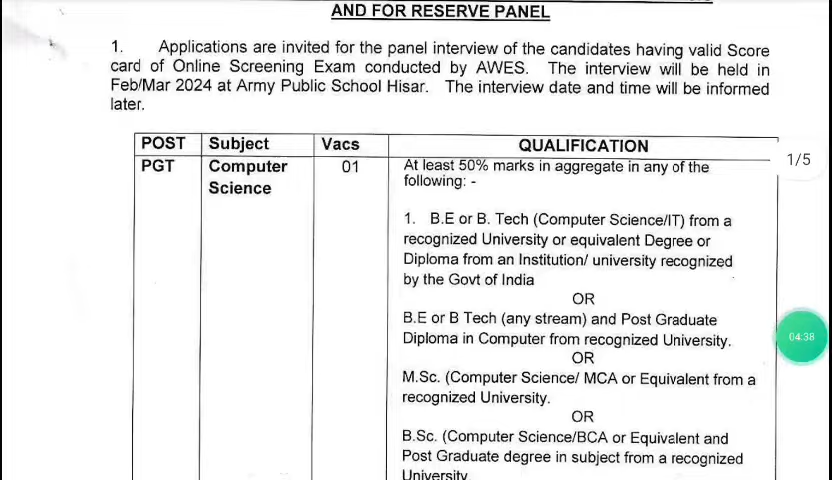 AND FOR RESERVE PANEL
1. Applications are invited for the panel interview of the candidates having valid Score
card of Online Screening Exam conducted by AWES. The interview will be held in
Feb/Mar 2024 at Army Public School Hisar. The interview date and time will be informed
later.
POST Subject Vacs QUALIFICATION
PGT Computer Science 01 At least 50% marks in aggregate in any of the
following: -
1. B.E or B. Tech (Computer Science/IT) from a
recognized University or equivalent Degree or
Diploma from an Institution/ university recognized
by the Govt of India
OR
B.E or B Tech (any stream) and Post Graduate
Diploma in Computer from recognized University.
OR
M.Sc. (Computer Science/ MCA or Equivalent from a
recognized University.
OR
B.Sc. (Computer Science/BCA or Equivalent and
Post Graduate degree in subject from a recognized
University
1/5
04:38